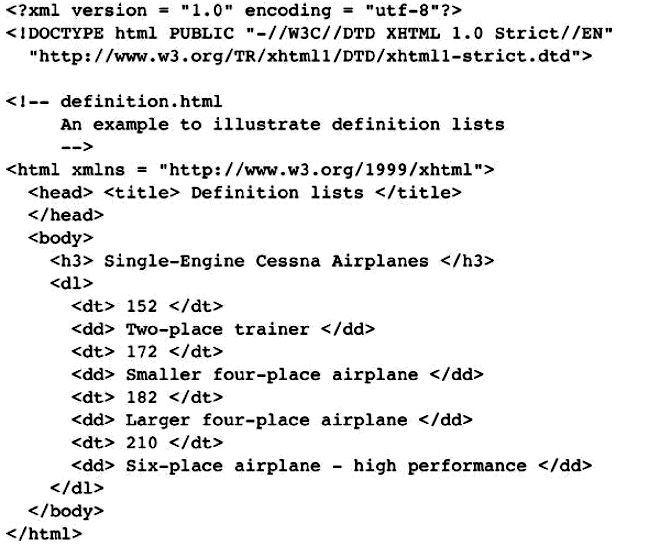 <?xml version = "1.0" encoding = "utf-8"?>
<!DOCTYPE html PUBLIC "-//W3C//DTD XHTML 1.0 Strict//EN"
"http://www.w3.org/TR/xhtml1/DTD/xhtml1-strict.dtd">
<!-- definition.html
An example to illustrate definition lists
-->
<html xmlns = "http://www.w3.org/1999/xhtml">
<head> <title> Definition lists </title>
</head>
<body>
<h3> Single-Engine Cessna Airplanes </h3>
<dl>
<dt> 152 </dt>
<dd> Two-place trainer </dd>
<dt> 172 </dt>
<dd> Smaller four-place airplane </dd>
<dt> 182 </dt>
<dd> Larger four-place airplane </dd>
<dt> 210 </dt>
<dd> Six-place airplane - high performance </dd>
</dl>
</body>
</html>